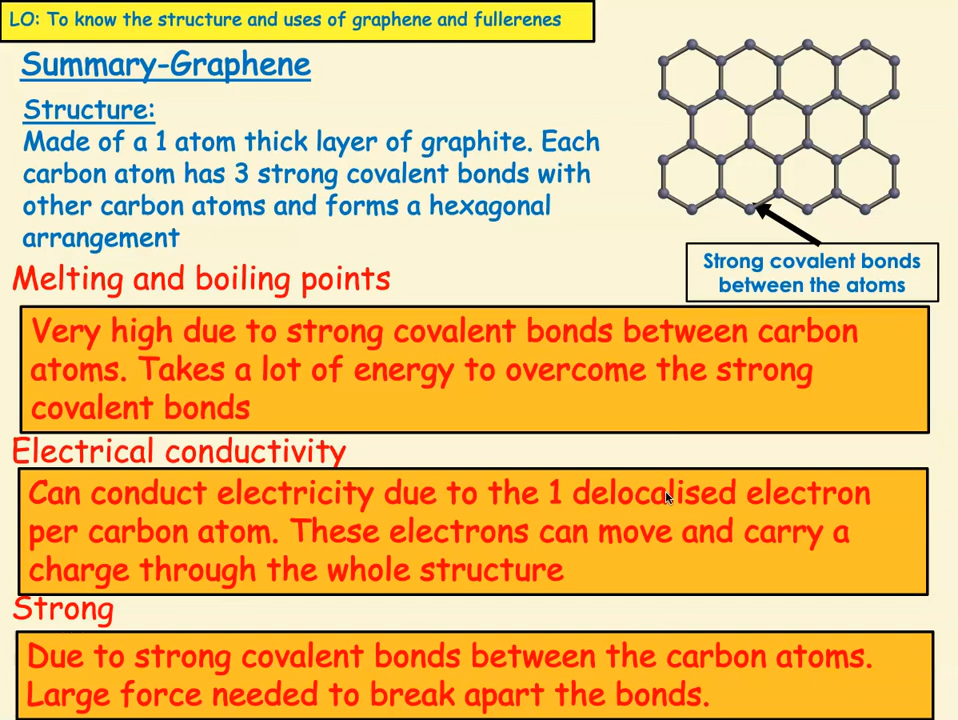 LO: To know the structure and uses of graphene and fullerenes
Summary-Graphene
Structure:
Made of a 1 atom thick layer of graphite. Each
carbon atom has 3 strong covalent bonds with
other carbon atoms and forms a hexagonal
arrangement
Strong covalent bonds
between the atoms
Melting and boiling points
Very high due to strong covalent bonds between carbon
atoms. Takes a lot of energy to overcome the strong
covalent bonds
Electrical conductivity
Can conduct electricity due to the 1 delocalised electron
per carbon atom. These electrons can move and carry a
charge through the whole structure
Strong
Due to strong covalent bonds between the carbon atoms.
Large force needed to break apart the bonds.